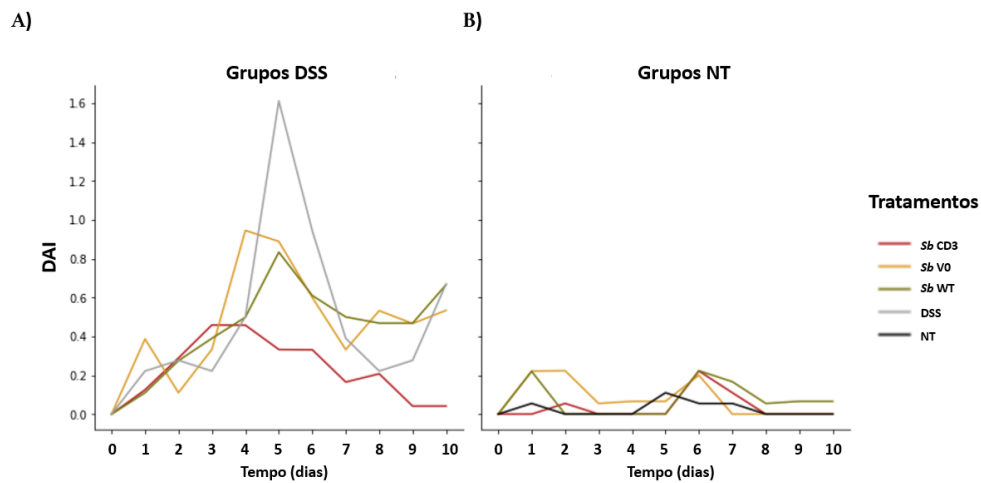 A)
B)
Grupos DSS
Grupos NT
DAI
1.6
1.4
1.2
1.0
0.8
0.6
0.4
0.2
0.0
0 1 2 3 4 5 6 7 8 9 10
Tempo (dias)
0 1 2 3 4 5 6 7 8 9 10
Tempo (dias)
Tratamentos
Sb CD3
Sb V0
Sb WT
DSS
NT